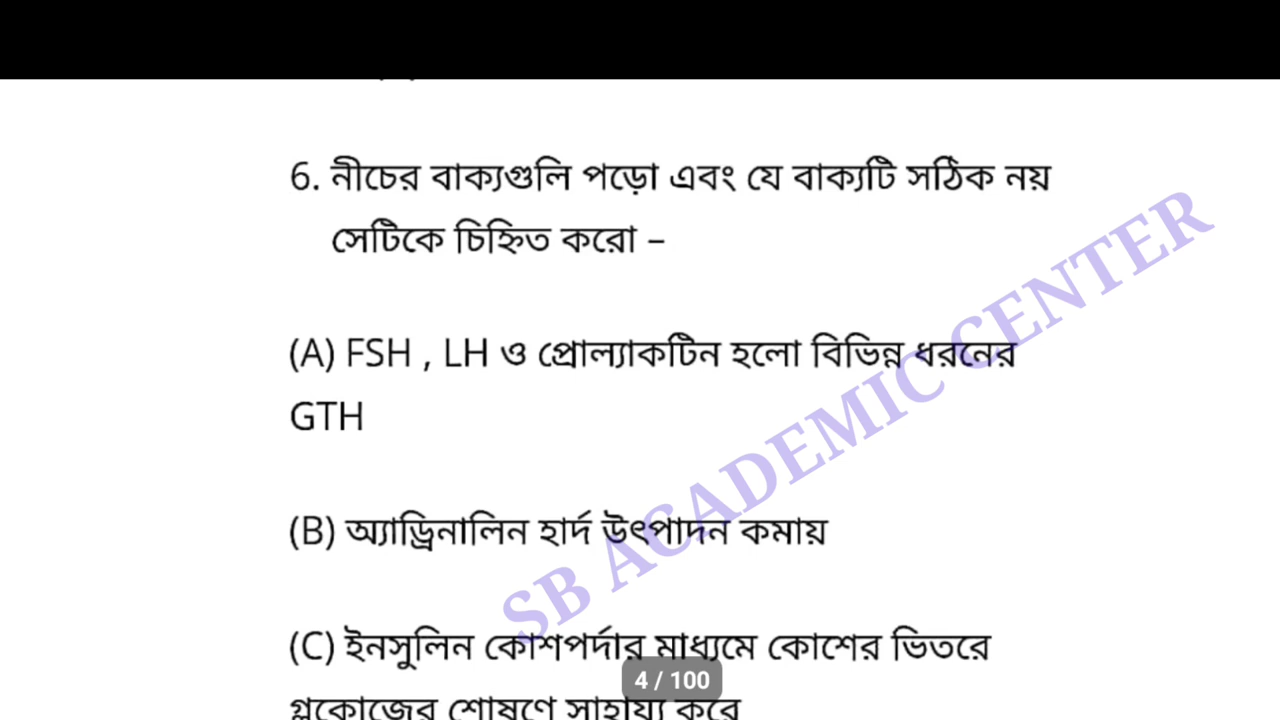 6. নীচের বাক্যগুলি পড়ো এবং যে বাক্যটি সঠিক নয়
সেটিকে চিহ্নিত করো –
(A) FSH , LH ও প্রোল্যাকটিন হলো বিভিন্ন ধরনের
GTH
(B) অ্যাড্রিনালিন হার্দ উৎপাদন কমায়
(C) ইনসুলিন কোশপর্দার মাধ্যমে কোশের ভিতরে
গ্লুকোজের শোষণে সাহায্য করে
SB ACADEMIC CENTER
4 / 100